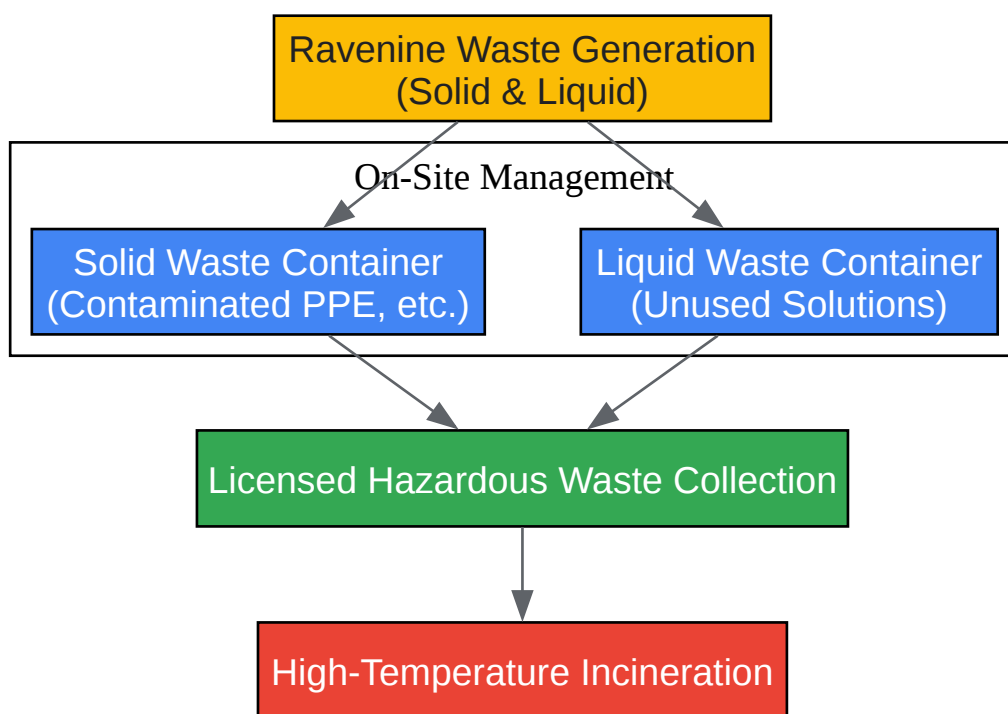 Ravenine Waste Generation
(Solid & Liquid)
On-Site Management
Solid Waste Container
(Contaminated PPE, etc.)
Liquid Waste Container
(Unused Solutions)
Licensed Hazardous Waste Collection
High-Temperature Incineration